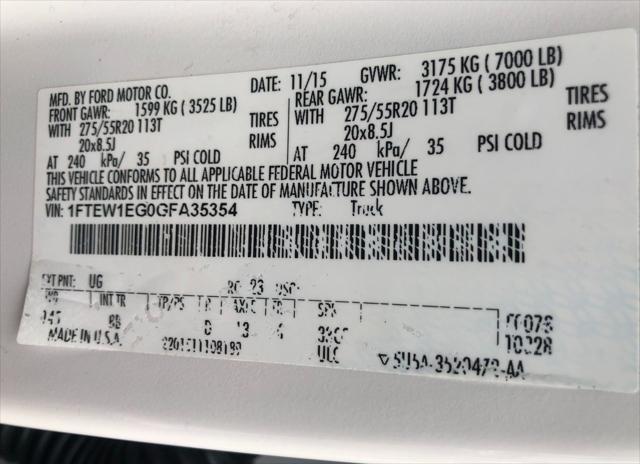 MFD. BY FORD MOTOR CO. DATE: 11/15 GVWR: 3175 KG ( 7000 LB)
FRONT GAWR: 1599 KG ( 3525 LB) REAR GAWR: 1724 KG ( 3800 LB)
WITH 275/55R20 113T TIRES WITH 275/55R20 113T TIRES
20x8.5J RIMS 20x8.5J RIMS
AT 240 kPa/ 35 PSI COLD AT 240 kPa/ 35 PSI COLD
THIS VEHICLE CONFORMS TO ALL APPLICABLE FEDERAL MOTOR VEHICLE
SAFETY STANDARDS IN EFFECT ON THE DATE OF MANUFACTURE SHOWN ABOVE.
VIN: 1FTEW1EG0GFA35354 TYPE: Truck
EXT PNT: UG RC: 23
INT TR TP/PS
MADE IN U.S.A.